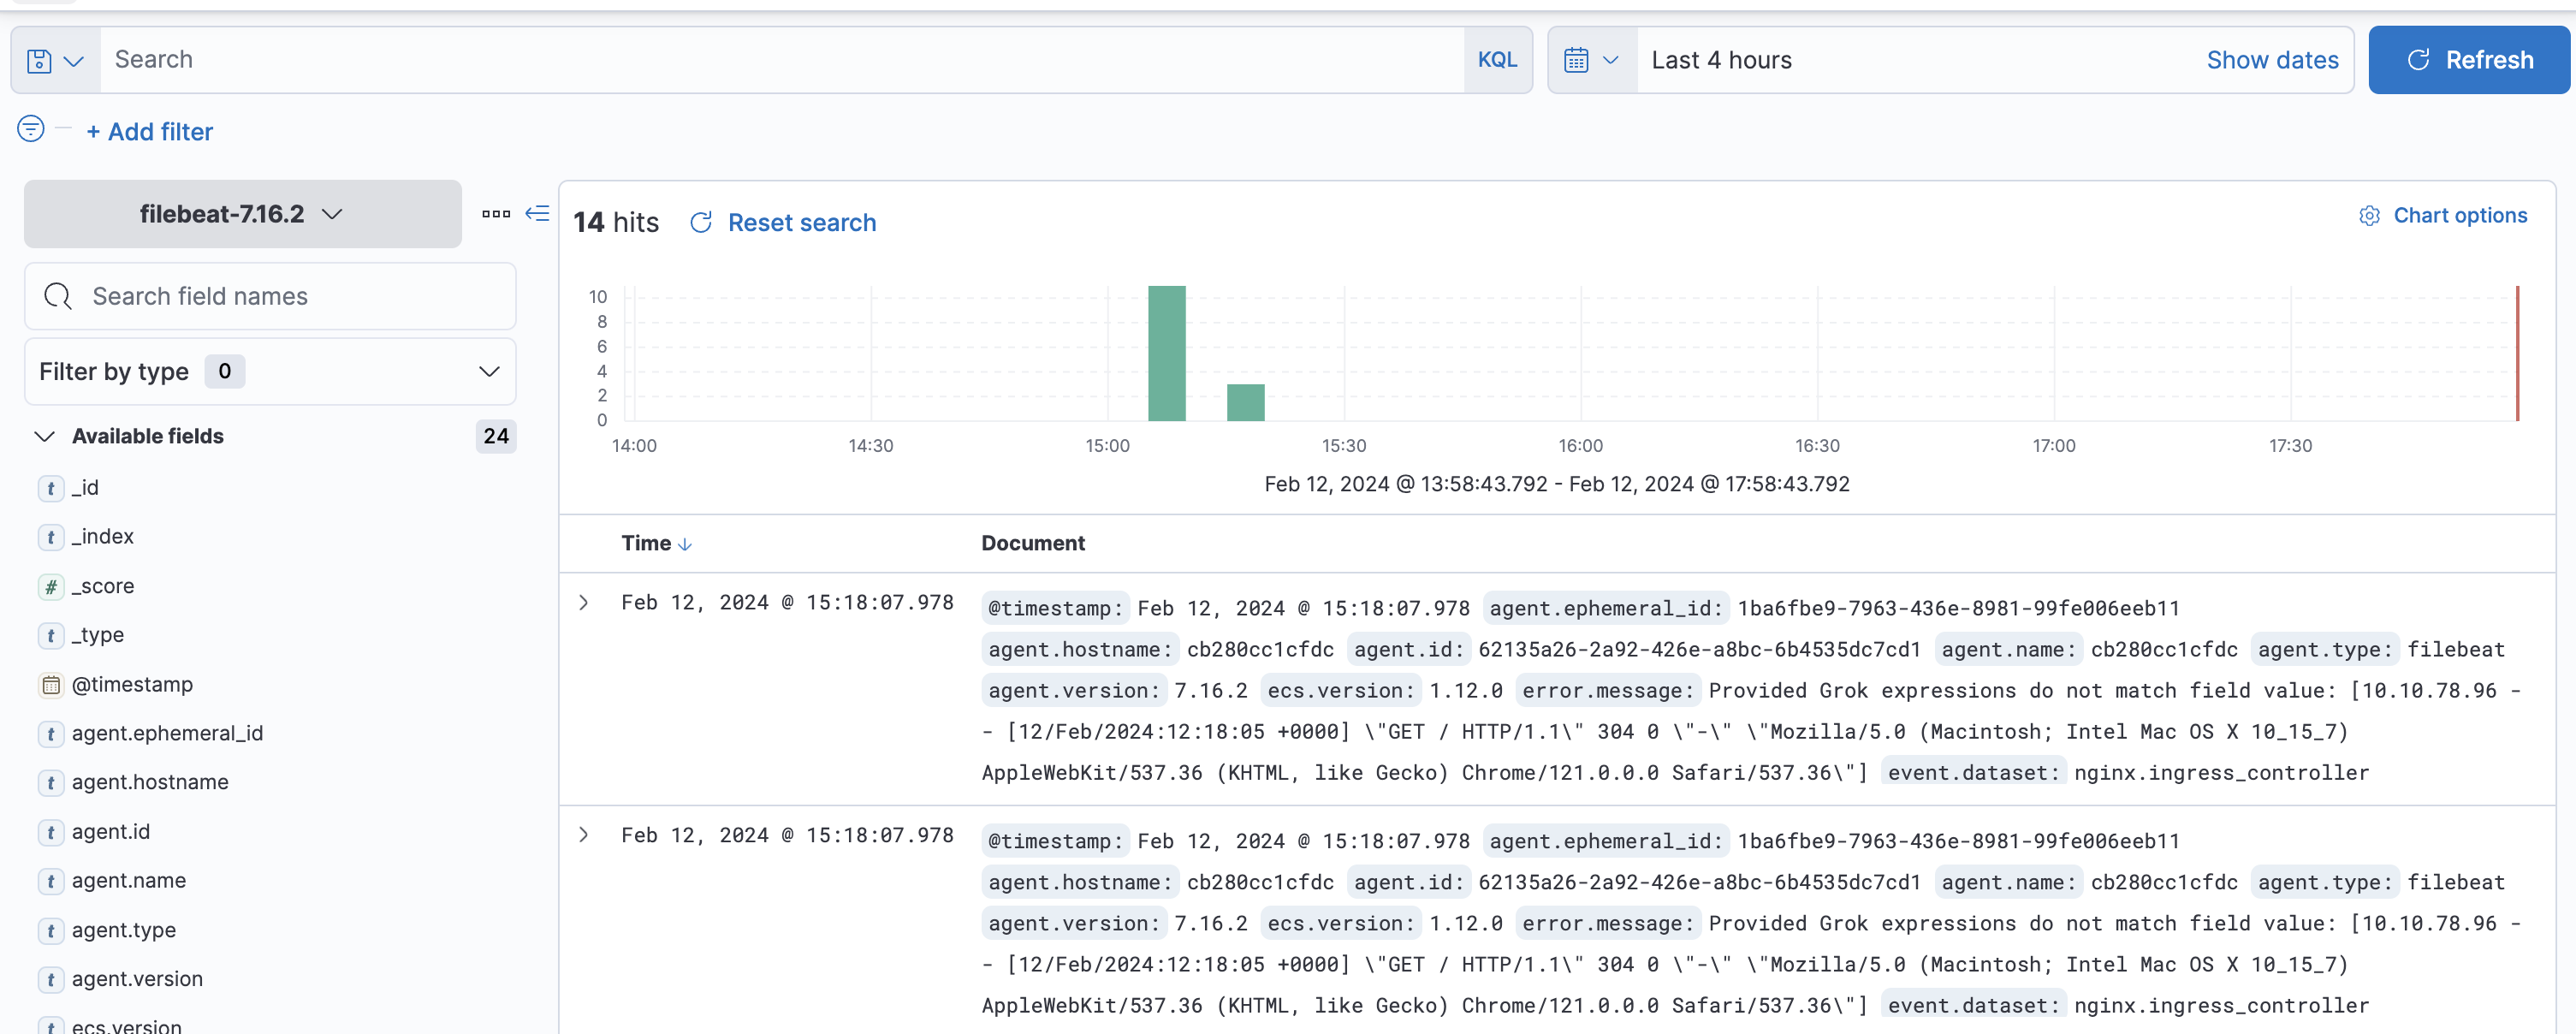 Search
KQL
Last 4 hours
Show dates
Refresh
+ Add filter
filebeat-7.16.2
14 hits
Reset search
Chart options
Search field names
Filter by type 0
Available fields 24
_id
_index
_score
_type
@timestamp
agent.ephemeral_id
agent.hostname
agent.id
agent.name
agent.type
agent.version
ecs.version
10
8
6
4
2
0
14:00 14:30 15:00 15:30 16:00 16:30 17:00 17:30
Feb 12, 2024 @ 13:58:43.792 - Feb 12, 2024 @ 17:58:43.792
Time Document
Feb 12, 2024 @ 15:18:07.978 @timestamp: Feb 12, 2024 @ 15:18:07.978 agent.ephemeral_id: 1ba6fbe9-7963-436e-8981-99fe006eeb11
agent.hostname: cb280cc1cfdc agent.id: 62135a26-2a92-426e-a8bc-6b4535dc7cd1 agent.name: cb280cc1cfdc agent.type: filebeat
agent.version: 7.16.2 ecs.version: 1.12.0 error.message: Provided Grok expressions do not match field value: [10.10.78.96 -
- [12/Feb/2024:12:18:05 +0000] \"GET / HTTP/1.1\" 304 0 \"-\" \"Mozilla/5.0 (Macintosh; Intel Mac OS X 10_15_7)
AppleWebKit/537.36 (KHTML, like Gecko) Chrome/121.0.0.0 Safari/537.36\"] event.dataset: nginx.ingress_controller
Feb 12, 2024 @ 15:18:07.978 @timestamp: Feb 12, 2024 @ 15:18:07.978 agent.ephemeral_id: 1ba6fbe9-7963-436e-8981-99fe006eeb11
agent.hostname: cb280cc1cfdc agent.id: 62135a26-2a92-426e-a8bc-6b4535dc7cd1 agent.name: cb280cc1cfdc agent.type: filebeat
agent.version: 7.16.2 ecs.version: 1.12.0 error.message: Provided Grok expressions do not match field value: [10.10.78.96 -
- [12/Feb/2024:12:18:05 +0000] \"GET / HTTP/1.1\" 304 0 \"-\" \"Mozilla/5.0 (Macintosh; Intel Mac OS X 10_15_7)
AppleWebKit/537.36 (KHTML, like Gecko) Chrome/121.0.0.0 Safari/537.36\"] event.dataset: nginx.ingress_controller